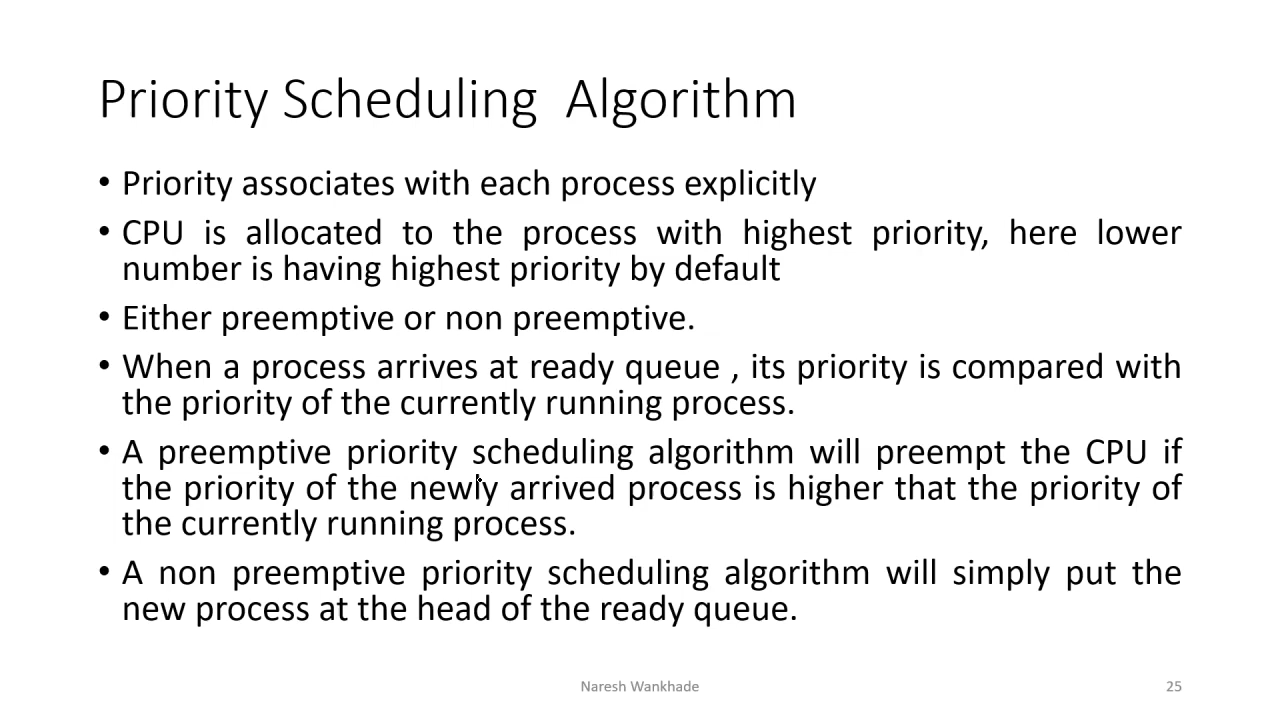 Priority Scheduling Algorithm
• Priority associates with each process explicitly
• CPU is allocated to the process with highest priority, here lower
number is having highest priority by default
• Either preemptive or non preemptive.
• When a process arrives at ready queue , its priority is compared with
the priority of the currently running process.
• A preemptive priority scheduling algorithm will preempt the CPU if
the priority of the newly arrived process is higher that the priority of
the currently running process.
• A non preemptive priority scheduling algorithm will simply put the
new process at the head of the ready queue.
Naresh Wankhade
25